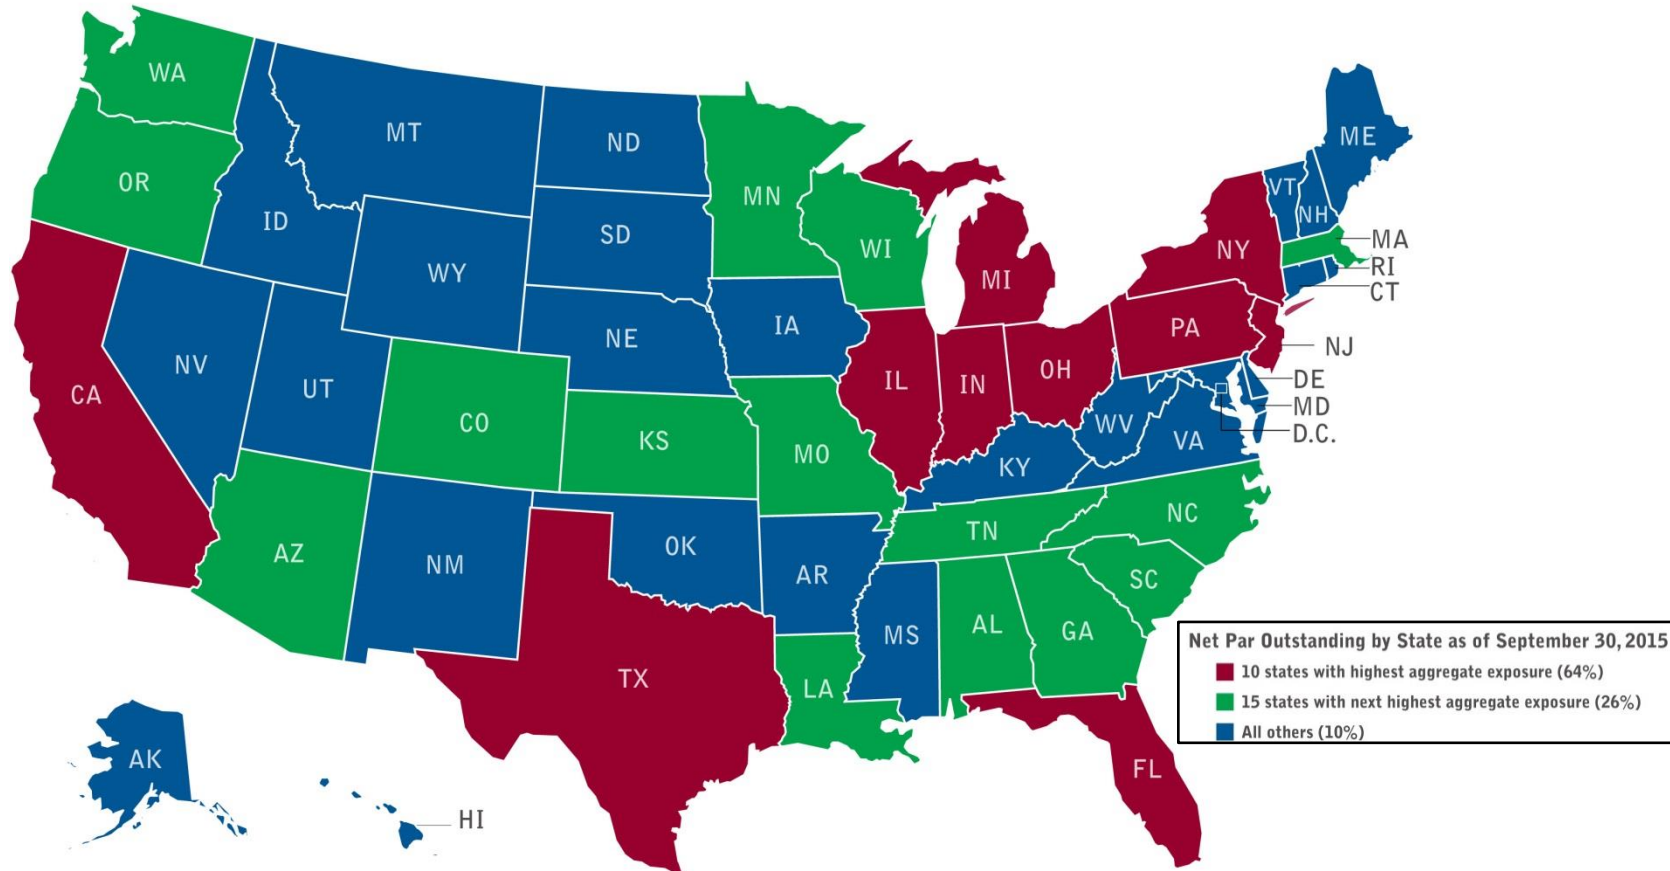 WA
ME
MT
ND
VT
OR
MN
NH
ID
SD
MA
WI
NY
RI
WY
MI
CT
IA
PA
NE
NJ
NV
OH
IL
IN
DE
UT
CA
MD
CO
WV
D.C.
KS
VA
MO
KY
NC
TN
OK
AZ
NM
AR
SC
AL
GA
MS
Net Par Outstanding by State as of September 30, 2015
10 states with highest aggregate exposure (64%)
TX
LA
15 states with next highest aggregate exposure (26%)
All others (10%)
AK
FL
HI